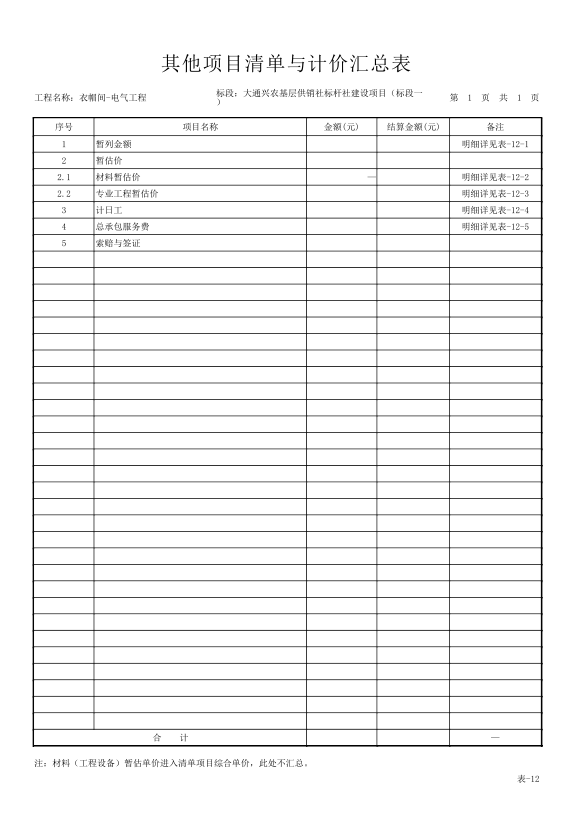 其他项目清单与计价汇总表
工程名称：衣帽间-电气工程 标段：大通兴农基层供销社标杆社建设项目（标段一 第 1 页 共 1 页
）
序号 项目名称 金额(元) 结算金额(元) 备注
1 暂列金额 明细详见表-12-1
2 暂估价
2.1 材料暂估价 — 明细详见表-12-2
2.2 专业工程暂估价 明细详见表-12-3
3 计日工 明细详见表-12-4
4 总承包服务费 明细详见表-12-5
5 索赔与签证
合 计 —
注：材料（工程设备）暂估单价进入清单项目综合单价，此处不汇总。
表-12